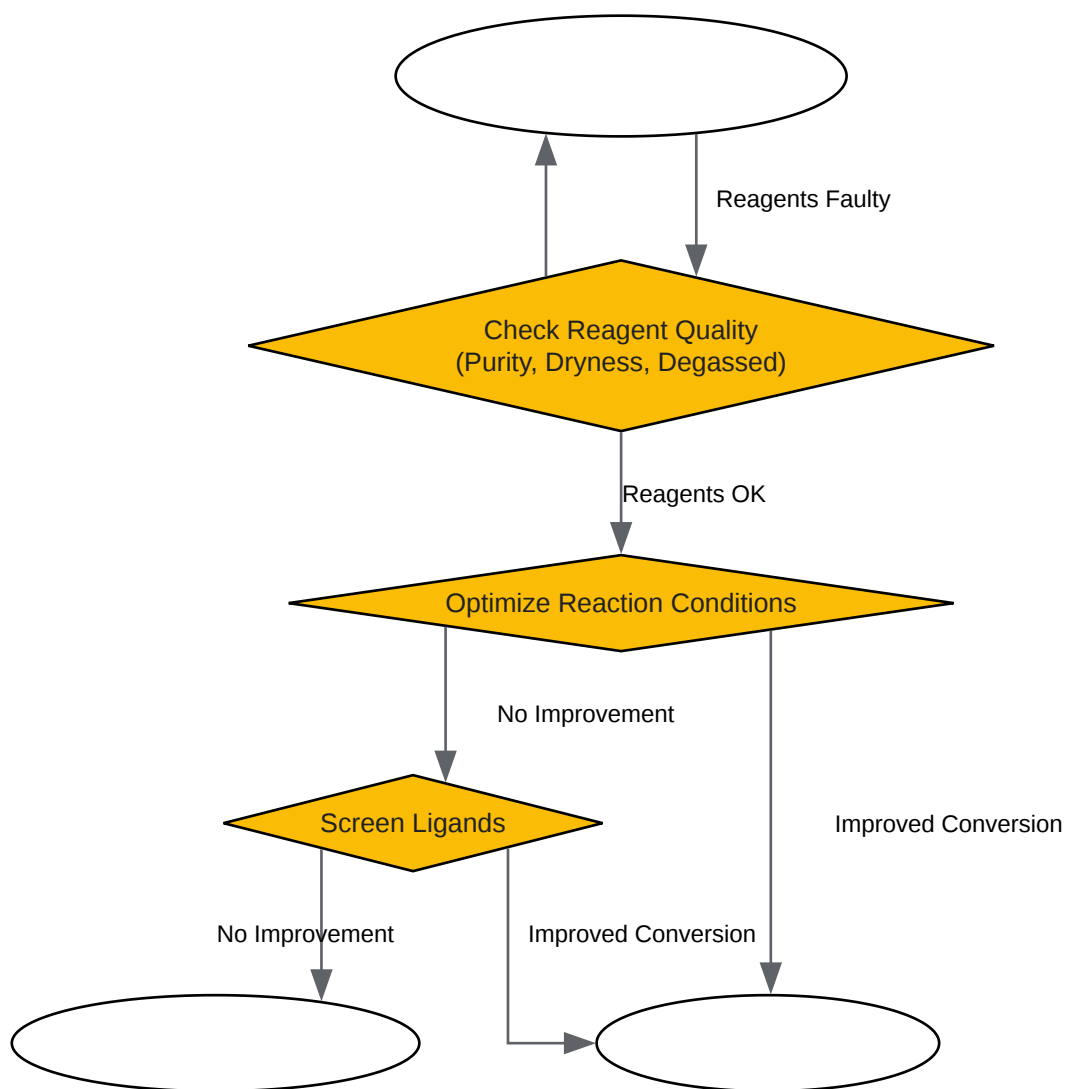 Reagents Faulty
Check Reagent Quality
(Purity, Dryness, Degassed)
Reagents OK
Optimize Reaction Conditions
No Improvement
Screen Ligands
Improved Conversion
No Improvement
Improved Conversion